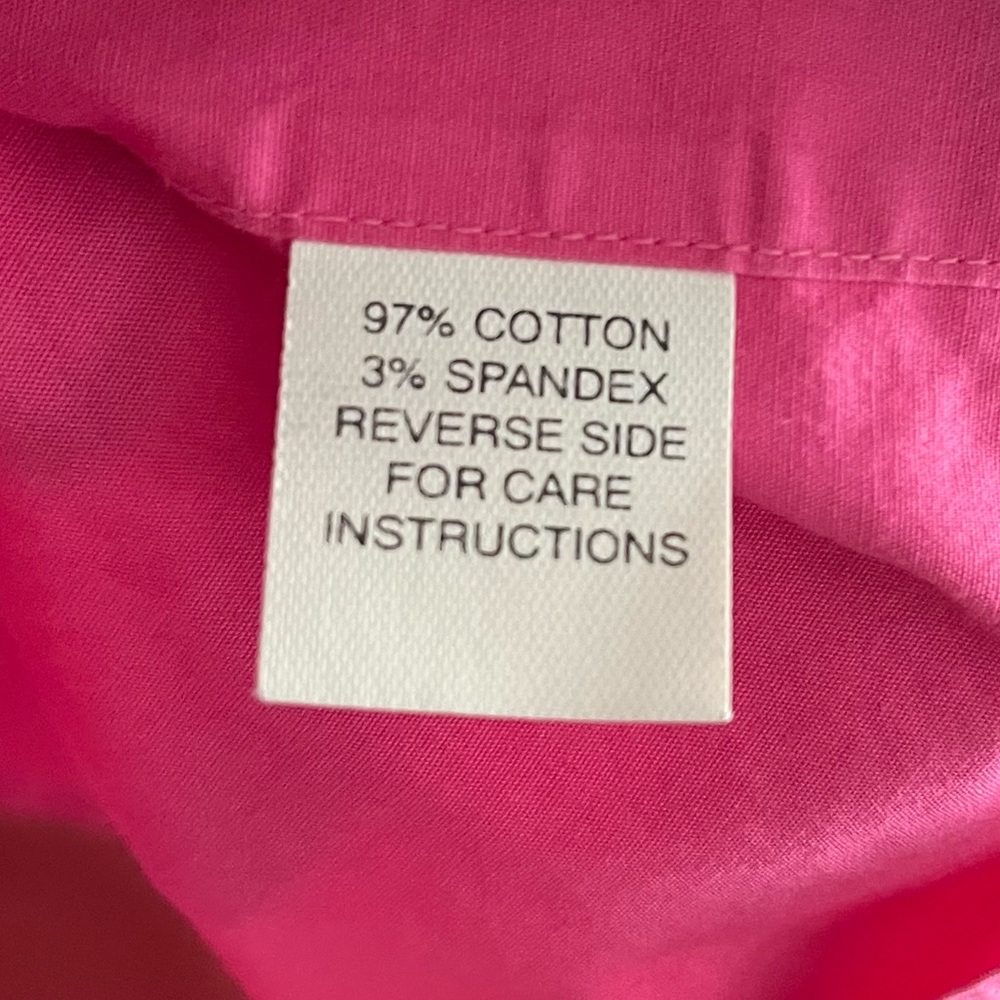 97% COTTON
3% SPANDEX
REVERSE SIDE
FOR CARE
INSTRUCTIONS